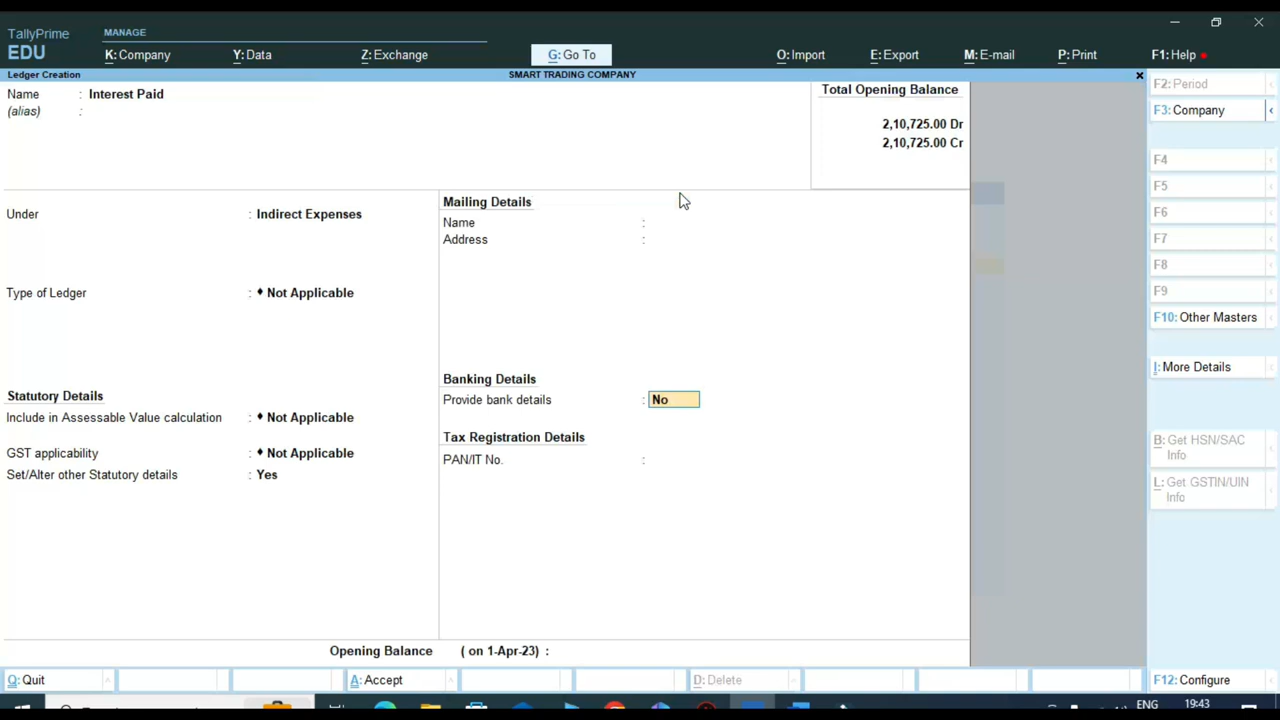 TallyPrime
EDU
MANAGE
K: Company
Y: Data
Z: Exchange
G: Go To
O: Import
E: Export
M: E-mail
P: Print
F1: Help
Ledger Creation
SMART TRADING COMPANY
Name : Interest Paid
(alias) :
Total Opening Balance
2,10,725.00 Dr
2,10,725.00 Cr
Under : Indirect Expenses
Type of Ledger : ♦ Not Applicable
Statutory Details
Include in Assessable Value calculation : ♦ Not Applicable
GST applicability : ♦ Not Applicable
Set/Alter other Statutory details : Yes
Mailing Details
Name :
Address :
Banking Details
Provide bank details : No
Tax Registration Details
PAN/IT No. :
Opening Balance ( on 1-Apr-23) :
F2: Period
F3: Company
F4
F5
F6
F7
F8
F9
F10: Other Masters
I: More Details
B: Get HSN/SAC
Info
L: Get GSTIN/UIN
Info
Q: Quit
A: Accept
D: Delete
F12: Configure
ENG
19:43